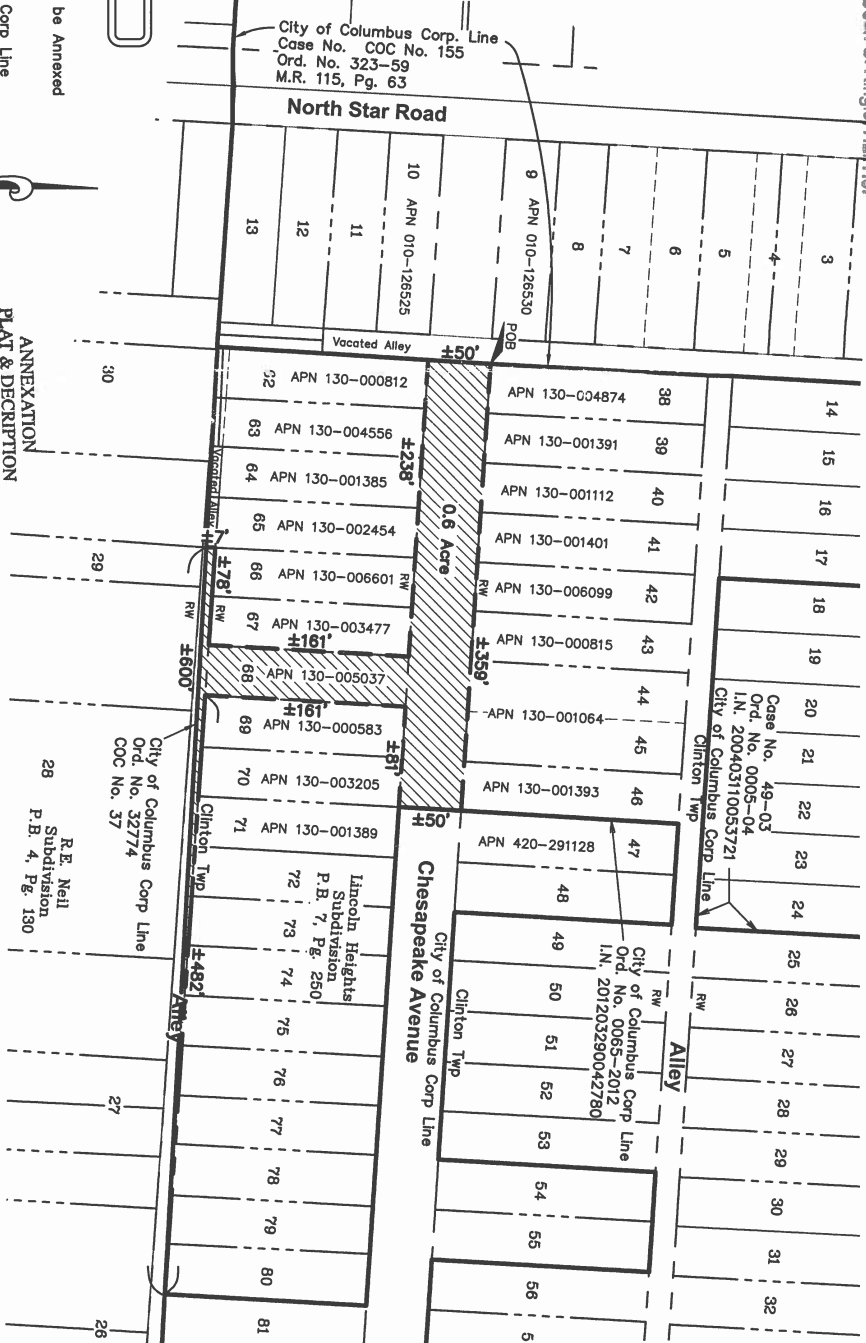 be Annexed
Corp Line
City of Columbus Corp. Line
Case No. COC No. 155
Ord. No. 323-59
M.R. 115, Pg. 63
North Star Road
13
12
11
10 APN 010-126525
9 APN 010-126530
8
7
6
5
4
3
Vacated Alley
±50'
POB
ANNEXATION
PLAT & DECRIPTION
30
29
28
27
26
62 APN 130-000812
63 APN 130-004556
64 APN 130-001385
65 APN 130-002454
66 APN 130-006601
67 APN 130-003477
68 APN 130-005037
69 APN 130-000583
70 APN 130-003205
71 APN 130-001389
72
73
74
75
76
77
78
79
80
81
Vacated Alley
±7'
±78'
RW
RW
±600'
±161'
±161'
±238'
RW
0.6 Acre
RW
±359'
±81'
±50'
APN 130-004874 38
APN 130-001391 39
APN 130-001112 40
APN 130-001401 41
APN 130-006099 42
APN 130-000815 43
44
APN 130-001064
45
APN 130-001393 46
APN 420-291128 47
48
49
50
51
52
53
54
55
56
14
15
16
17
18
19
20
21
22
23
24
25
26
27
28
29
30
31
32
Case No. 49-03
Ord. No. 0005-04
I.N. 200403110053721
City of Columbus Corp Line
Clinton Twp
City of Columbus Corp Line
Ord. No. 0065-2012
I.N. 201203290042780
RW
RW
Alley
Clinton Twp
City of Columbus Corp Line
Chesapeake Avenue
Lincoln Heights
Subdivision
P.B. 7, Pg. 250
Clinton Twp
±482'
Alley
City of Columbus Corp Line
Ord. No. 32774
COC No. 37
R.E. Neil
Subdivision
P.B. 4, Pg. 130